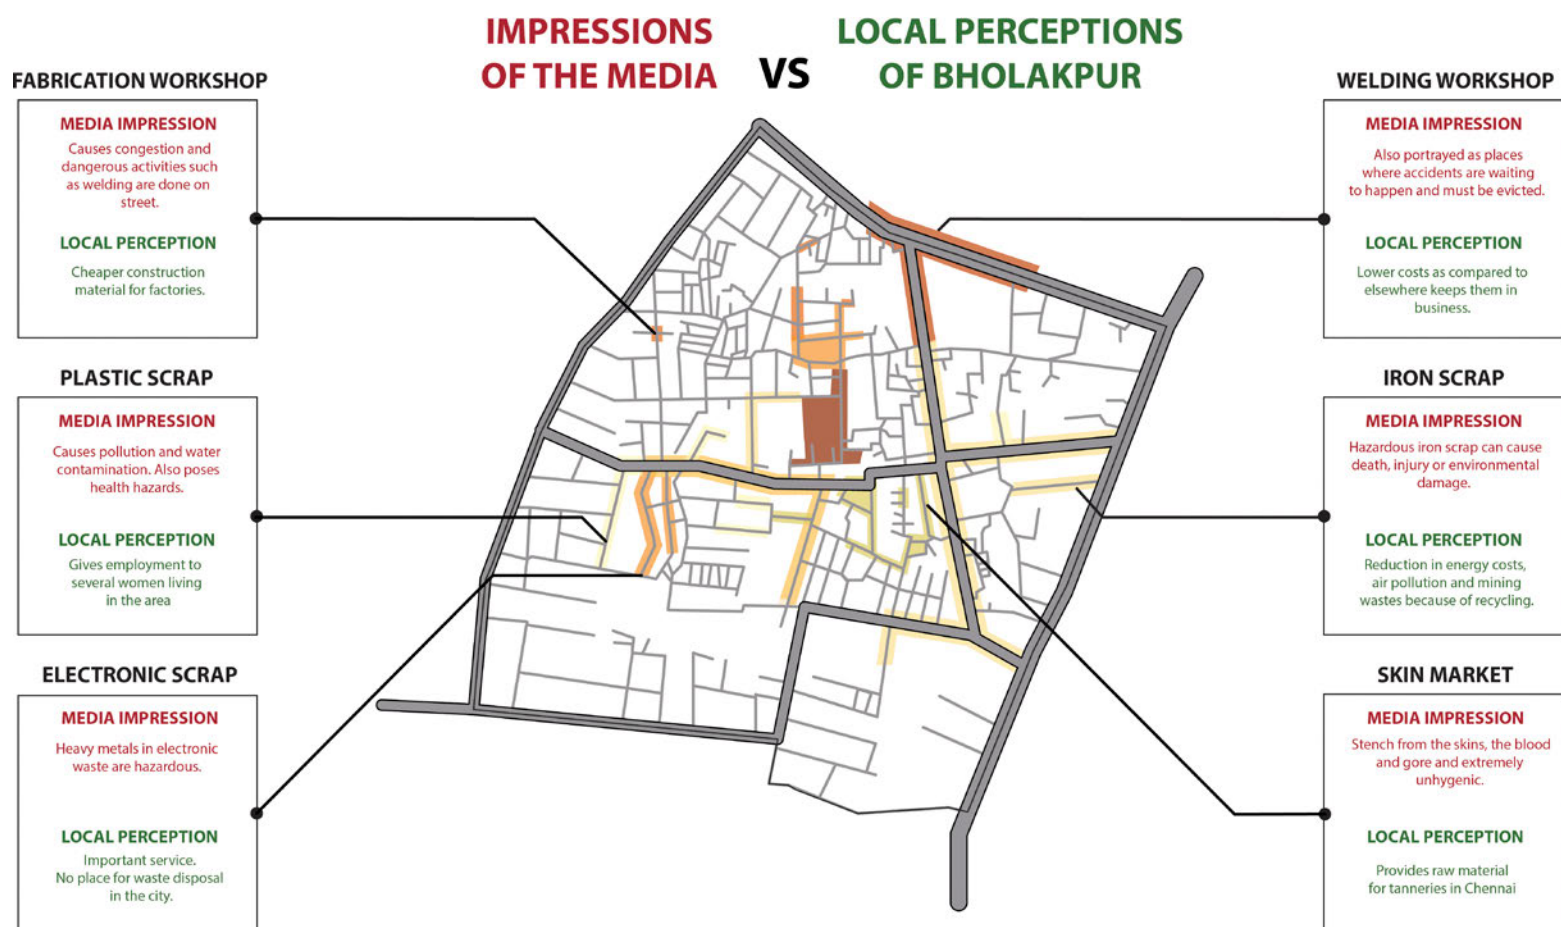 IMPRESSIONS
OF THE MEDIA
VS
LOCAL PERCEPTIONS
OF BHOLAKPUR
FABRICATION WORKSHOP
MEDIA IMPRESSION
Causes congestion and
dangerous activities such
as welding are done on
street.
LOCAL PERCEPTION
Cheaper construction
material for factories.
PLASTIC SCRAP
MEDIA IMPRESSION
Causes pollution and water
contamination. Also poses
health hazards.
LOCAL PERCEPTION
Gives employment to
several women living
in the area
ELECTRONIC SCRAP
MEDIA IMPRESSION
Heavy metals in electronic
waste are hazardous.
LOCAL PERCEPTION
Important service.
No place for waste disposal
in the city.
WELDING WORKSHOP
MEDIA IMPRESSION
Also portrayed as places
where accidents are waiting
to happen and must be evicted.
LOCAL PERCEPTION
Lower costs as compared to
elsewhere keeps them in
business.
IRON SCRAP
MEDIA IMPRESSION
Hazardous iron scrap can cause
death, injury or environmental
damage.
LOCAL PERCEPTION
Reduction in energy costs,
air pollution and mining
wastes because of recycling.
SKIN MARKET
MEDIA IMPRESSION
Stench from the skins, the blood
and gore and extremely
unhygenic.
LOCAL PERCEPTION
Provides raw material
for tanneries in Chennai